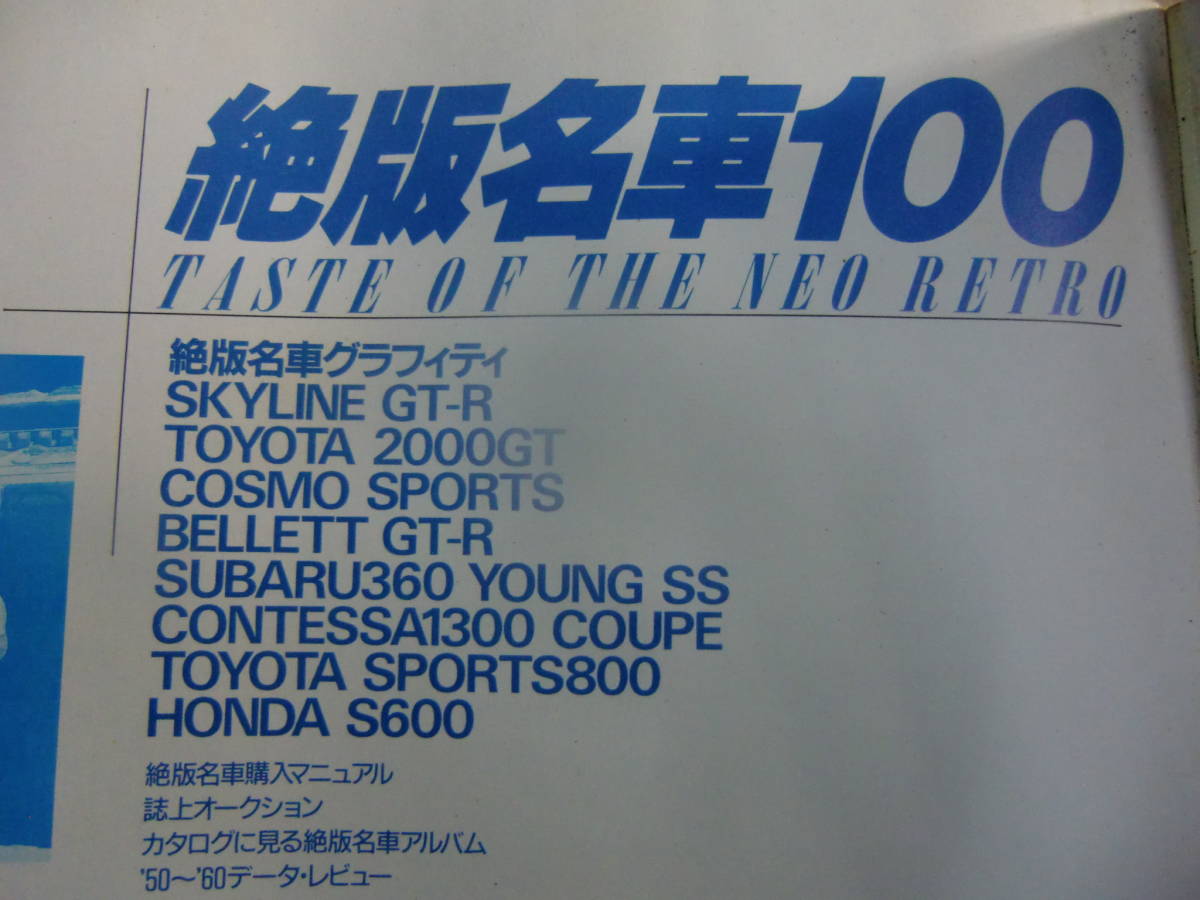 絶版名車100
TASTE OF THE NEO RETRO
絶版名車グラフィティ
SKYLINE GT-R
TOYOTA 2000GT
COSMO SPORTS
BELLETT GT-R
SUBARU360 YOUNG SS
CONTESSA1300 COUPE
TOYOTA SPORTS800
HONDA S600
絶版名車購入マニュアル
誌上オークション
カタログに見る絶版名車アルバム
'50〜'60データ・レビュー